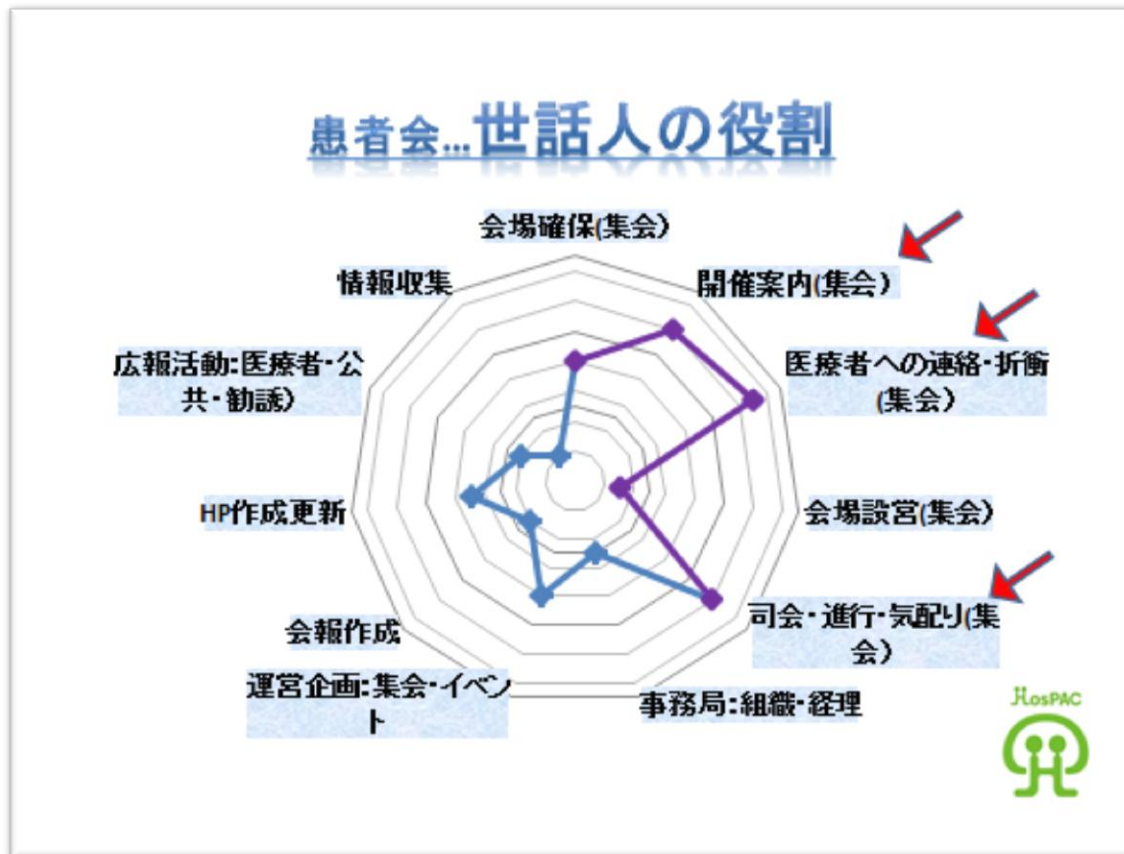 患者会...世話人の役割
会場確保(集会)
情報収集
開催案内(集会)
広報活動:医療者・公
共・勧誘)
医療者への連絡・折衝
(集会)
HP作成更新
会場設営(集会)
会報作成
司会・進行・気配り(集
会)
運営企画:集会・イベン
ト
事務局:組織・経理
HosPAC